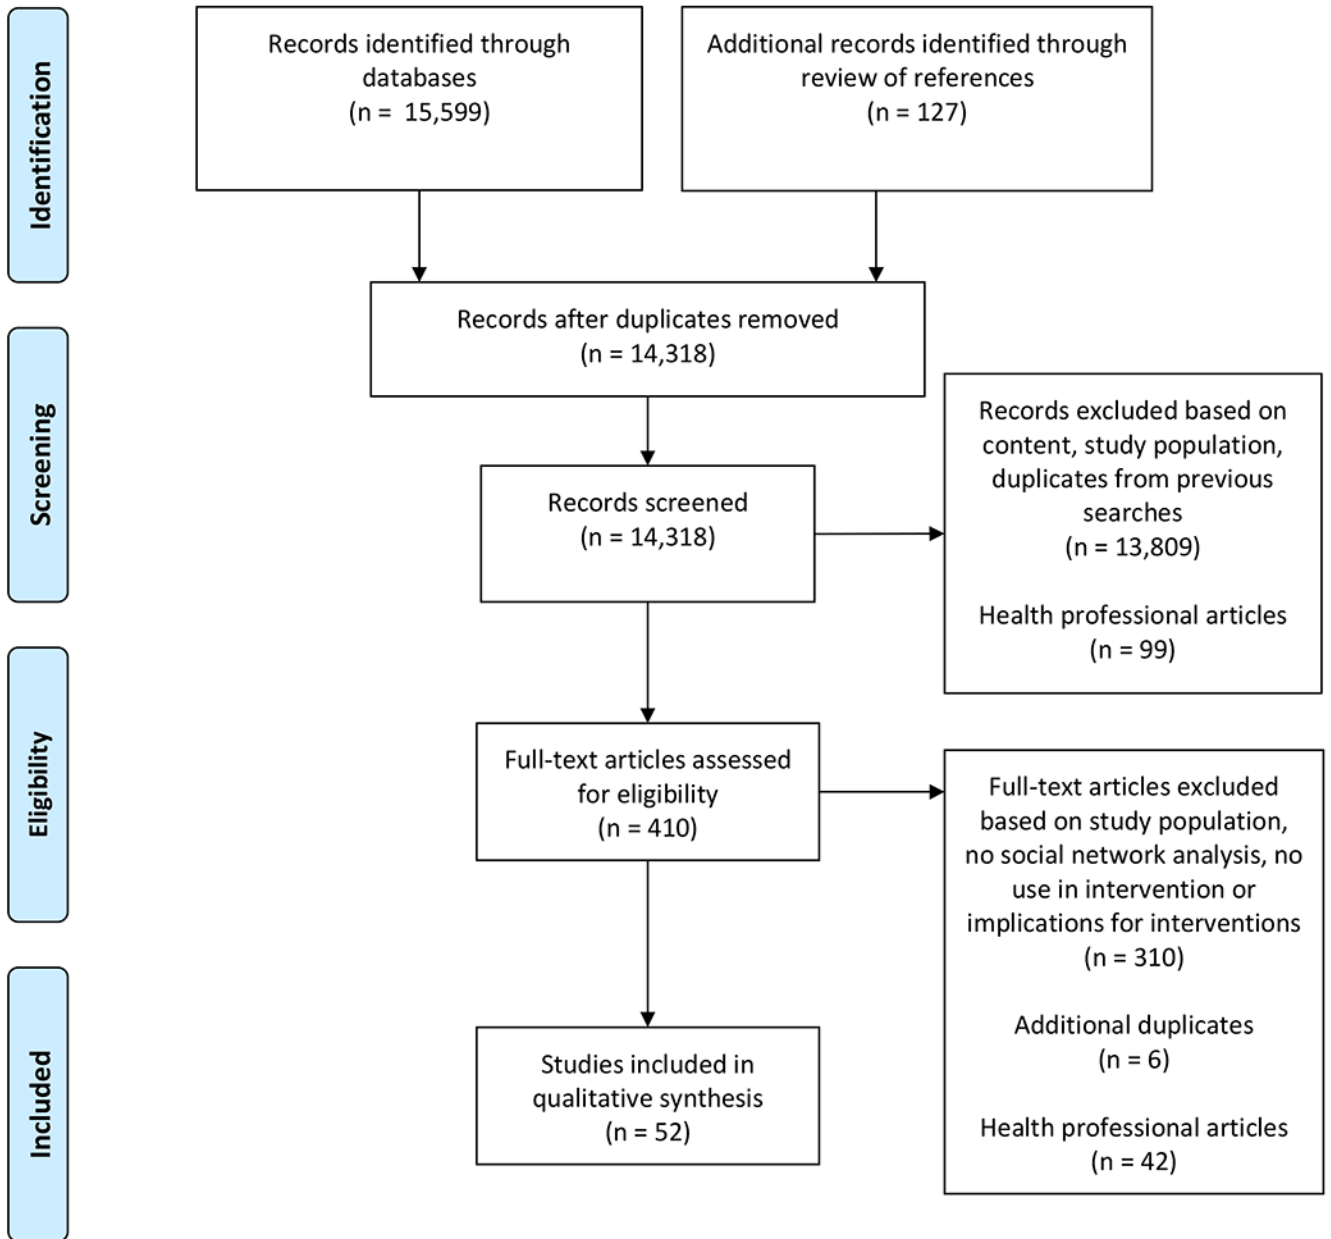 Identification
Records identified through
databases
(n =  15,599)
Additional records identified through
review of references
(n = 127)
Records after duplicates removed
(n = 14,318)
Screening
Records screened
(n = 14,318)
Records excluded based on
content, study population,
duplicates from previous
searches
(n = 13,809)
Health professional articles
(n = 99)
Eligibility
Full-text articles assessed
for eligibility
(n = 410)
Full-text articles excluded
based on study population,
no social network analysis, no
use in intervention or
implications for interventions
(n = 310)
Additional duplicates
(n = 6)
Health professional articles
(n = 42)
Included
Studies included in
qualitative synthesis
(n = 52)